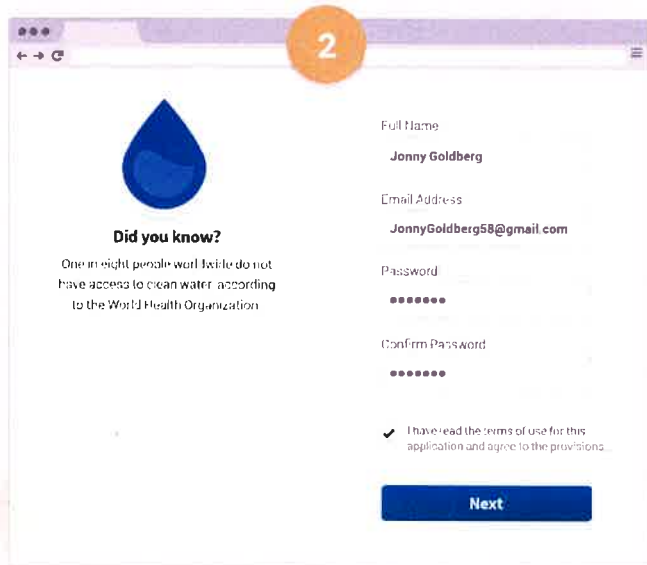 2
Did you know?
One in eight people worldwide do not
have access to clean water, according
to the World Health Organization
Full Name
Jonny Goldberg
Email Address
JonnyGoldberg58@gmail.com
Password
●●●●●●●
Confirm Password
●●●●●●●
I have read the terms of use for this
application and agree to the provisions...
Next